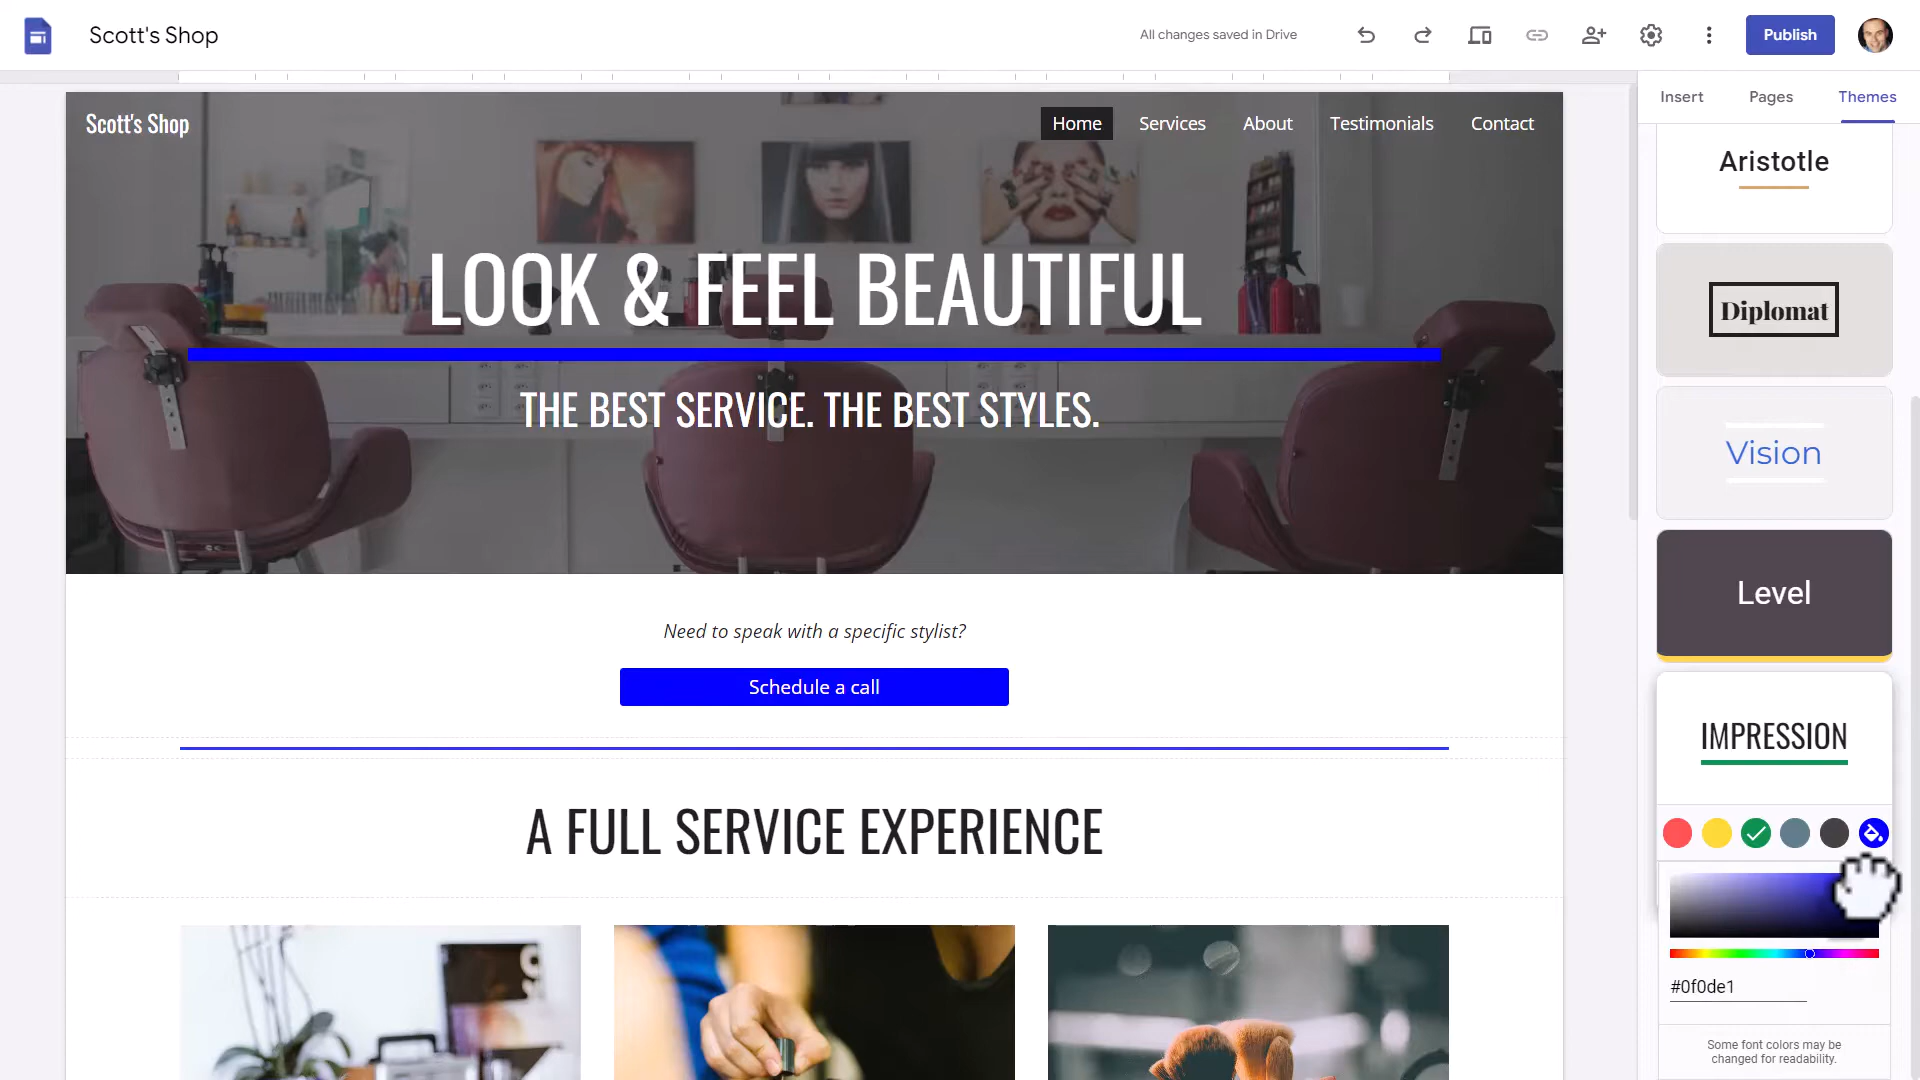 Scott's Shop
All changes saved in Drive
Publish
Insert Pages Themes
Scott's Shop
Home Services About Testimonials Contact
LOOK & FEEL BEAUTIFUL
THE BEST SERVICE. THE BEST STYLES.
Need to speak with a specific stylist?
Schedule a call
A FULL SERVICE EXPERIENCE
Aristotle
Diplomat
Vision
Level
IMPRESSION
#0f0de1
Some font colors may be
changed for readability.